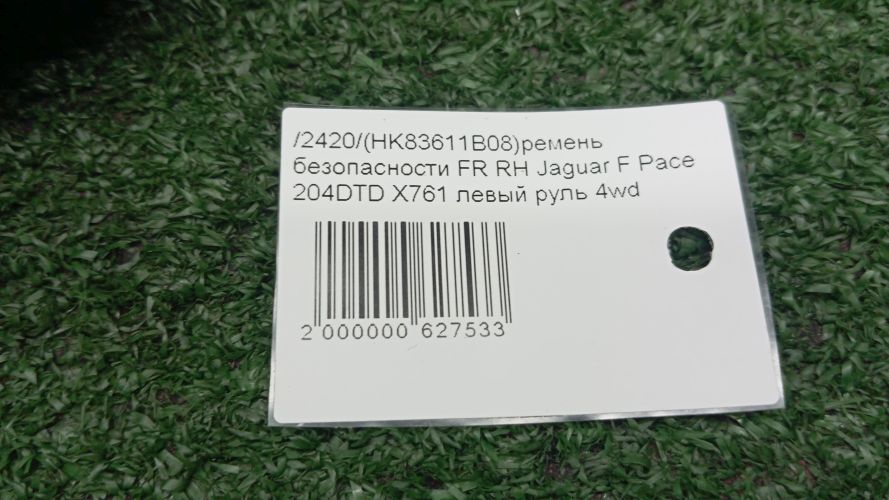 /2420/(HK83611B08)ремень
безопасности FR RH Jaguar F Pace
204DTD X761 левый руль 4wd
2 000000 627533